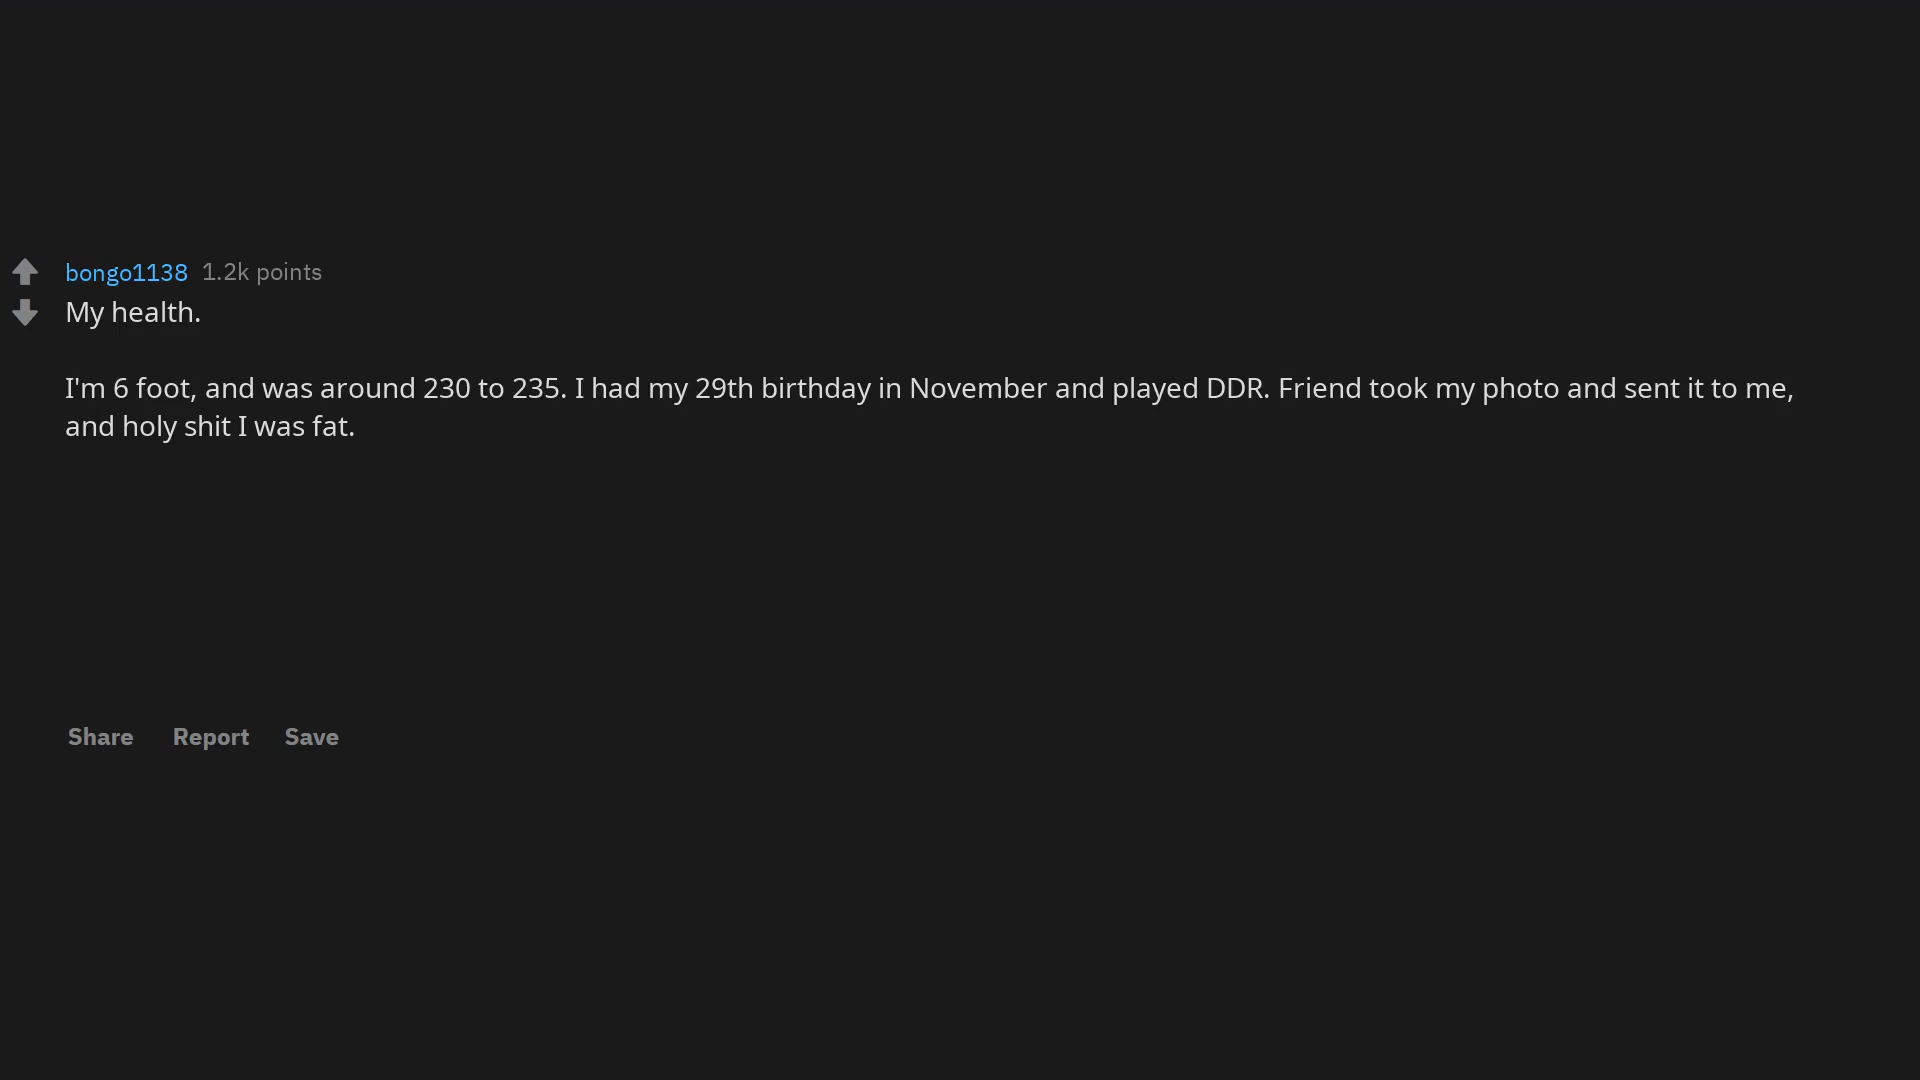 bongo1138 1.2k points
My health.
I'm 6 foot, and was around 230 to 235. I had my 29th birthday in November and played DDR. Friend took my photo and sent it to me,
and holy shit I was fat.
Share Report Save